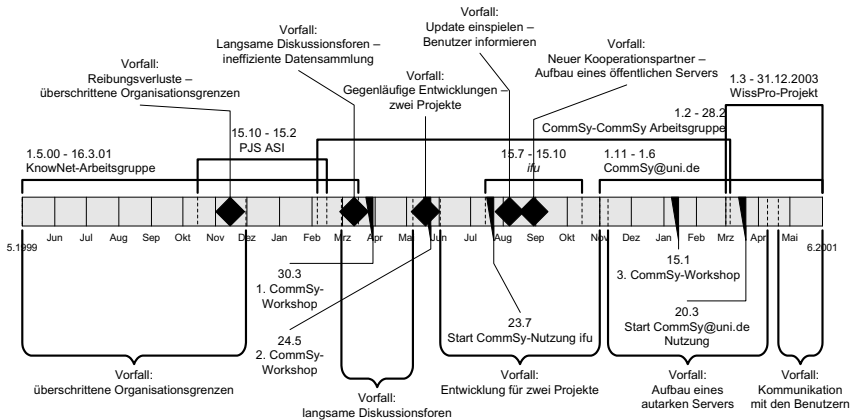 Vorfall:
Reibungsverluste –
überschrittene Organisationsgrenzen
Vorfall:
Langsame Diskussionsforen –
ineffiziente Datensammlung
Vorfall:
Gegenläufige Entwicklungen –
zwei Projekte
Vorfall:
Update einspielen –
Benutzer informieren
Vorfall:
Neuer Kooperationspartner –
Aufbau eines öffentlichen Servers
1.3 - 31.12.2003
WissPro-Projekt
1.2 - 28.2
CommSy-CommSy Arbeitsgruppe
1.5.00 - 16.3.01
KnowNet-Arbeitsgruppe
15.10 - 15.2
PJS ASI
15.7 - 15.10
ifu
1.11 - 1.6
CommSy@uni.de
5.1999
Jun
Jul
Aug
Sep
Okt
Nov
Dez
Jan
Feb
Mrz
Apr
Mai
Jun
Jul
Aug
Sep
Okt
Nov
Dez
Jan
Feb
Mrz
Apr
Mai
6.2001
30.3
1. CommSy-
Workshop
24.5
2. CommSy-
Workshop
23.7
Start CommSy-Nutzung ifu
15.1
3. CommSy-Workshop
20.3
Start CommSy@uni.de
Nutzung
Vorfall:
überschrittene Organisationsgrenzen
Vorfall:
langsame Diskussionsforen
Vorfall:
Entwicklung für zwei Projekte
Vorfall:
Aufbau eines
autarken Servers
Vorfall:
Kommunikation
mit den Benutzern